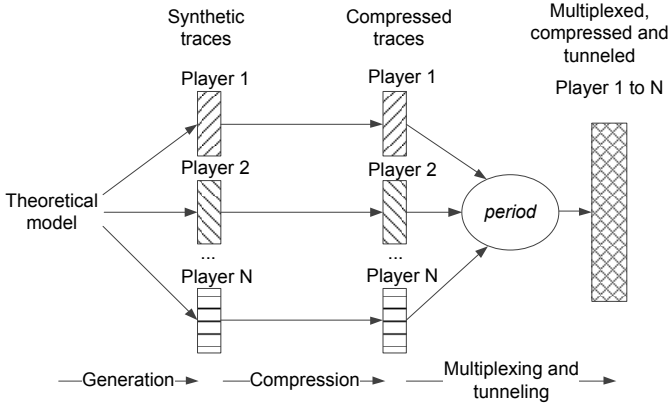 Synthetic
traces
Compressed
traces
Multiplexed,
compressed and
tunneled
Player 1
Player 1
Player 1 to N
Player 2
Player 2
Theoretical
model
period
...
...
Player N
Player N
Generation
Compression
Multiplexing and
tunneling